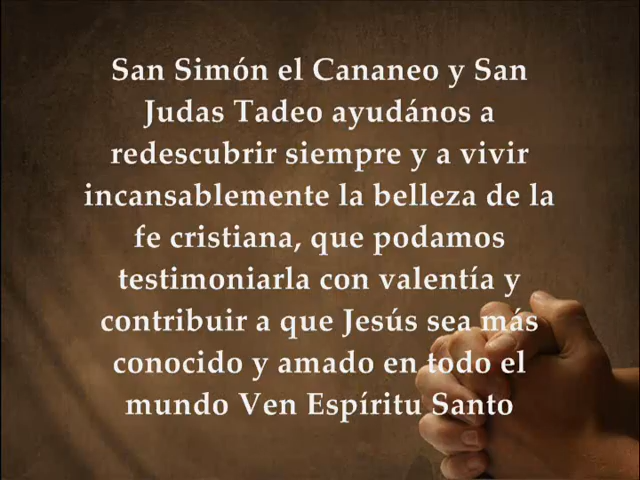 San Simón el Cananeo y San
Judas Tadeo ayudános a
redescubrir siempre y a vivir
incansablemente la belleza de la
fe cristiana, que podamos
testimoniarla con valentía y
contribuir a que Jesús sea más
conocido y amado en todo el
mundo Ven Espíritu Santo